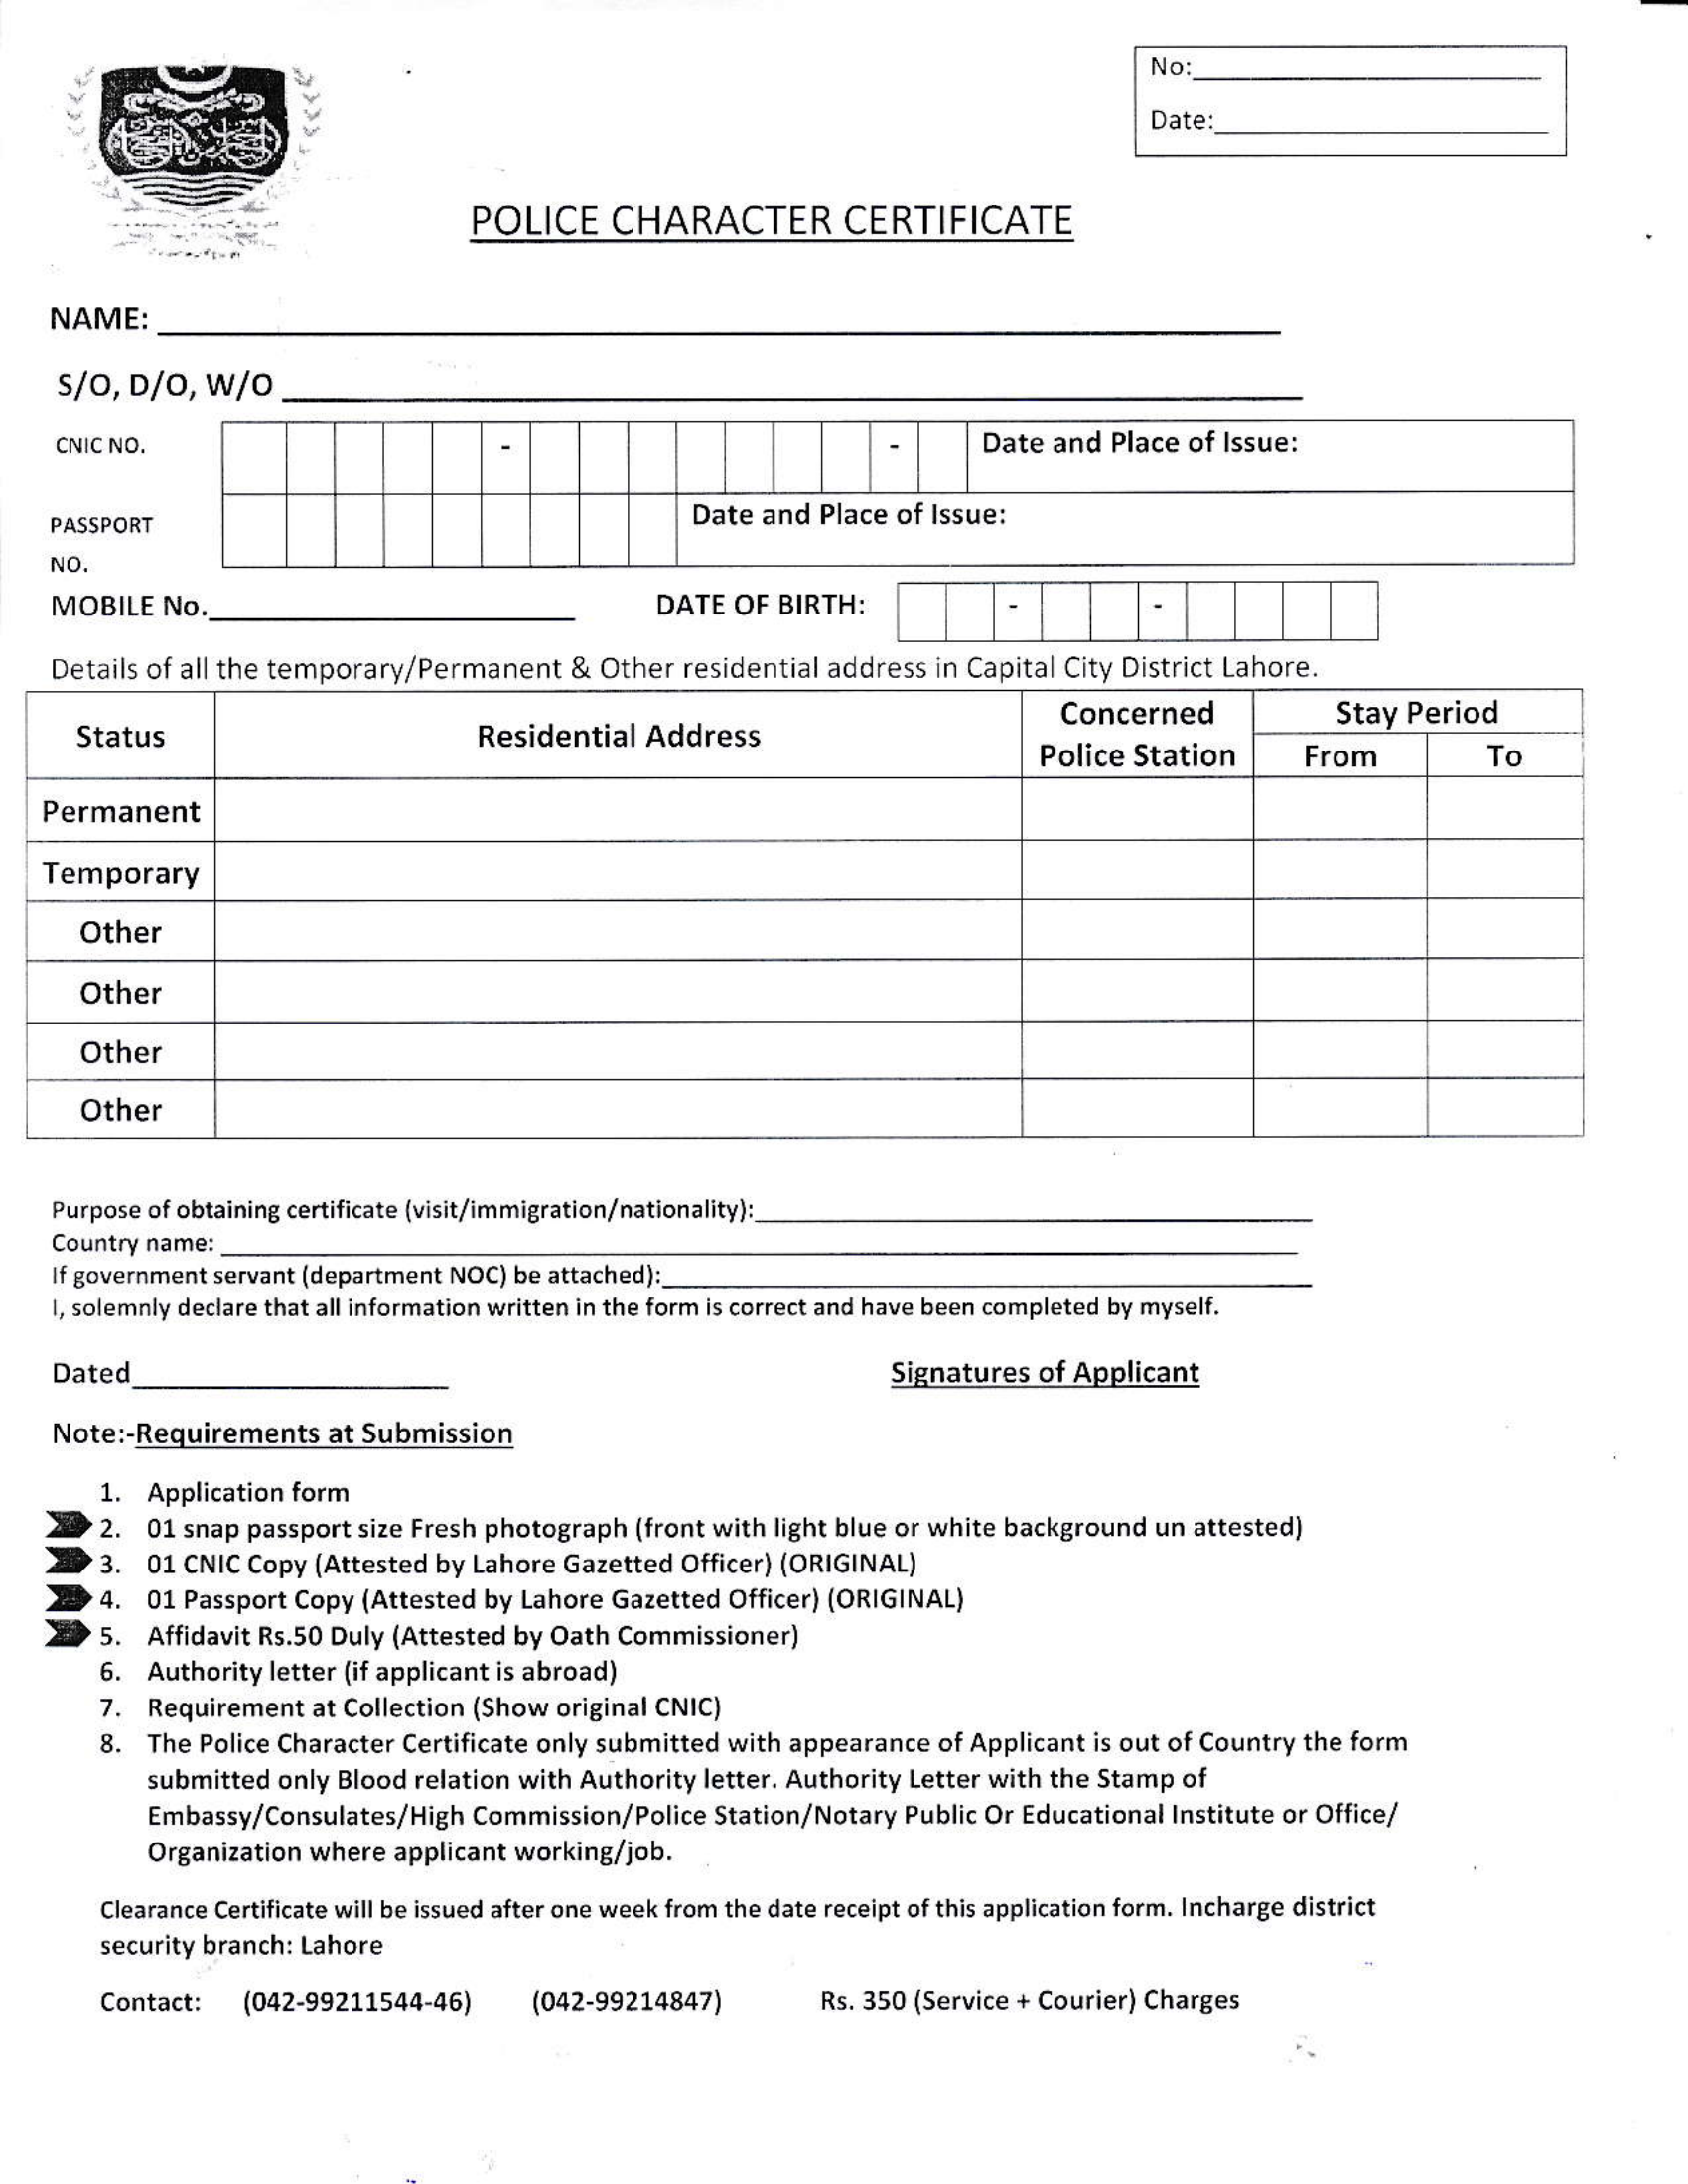 No:
Date:
POLICE CHARACTER CERTIFICATE
NAME:
S/O, D/O, W/O
CNIC NO. - - Date and Place of Issue:
PASSPORT NO. Date and Place of Issue:
MOBILE No. DATE OF BIRTH: - -
Details of all the temporary/Permanent & Other residential address in Capital City District Lahore.
Status Residential Address Concerned Police Station Stay Period
From To
Permanent
Temporary
Other
Other
Other
Other
Purpose of obtaining certificate (visit/immigration/nationality):
Country name:
If government servant (department NOC) be attached):
I, solemnly declare that all information written in the form is correct and have been completed by myself.
Dated Signatures of Applicant
Note:-Requirements at Submission
1. Application form
2. 01 snap passport size Fresh photograph (front with light blue or white background un attested)
3. 01 CNIC Copy (Attested by Lahore Gazetted Officer) (ORIGINAL)
4. 01 Passport Copy (Attested by Lahore Gazetted Officer) (ORIGINAL)
5. Affidavit Rs.50 Duly (Attested by Oath Commissioner)
6. Authority letter (if applicant is abroad)
7. Requirement at Collection (Show original CNIC)
8. The Police Character Certificate only submitted with appearance of Applicant is out of Country the form
submitted only Blood relation with Authority letter. Authority Letter with the Stamp of
Embassy/Consulates/High Commission/Police Station/Notary Public Or Educational Institute or Office/
Organization where applicant working/job.
Clearance Certificate will be issued after one week from the date receipt of this application form. Incharge district
security branch: Lahore
Contact: (042-99211544-46) (042-99214847) Rs. 350 (Service + Courier) Charges